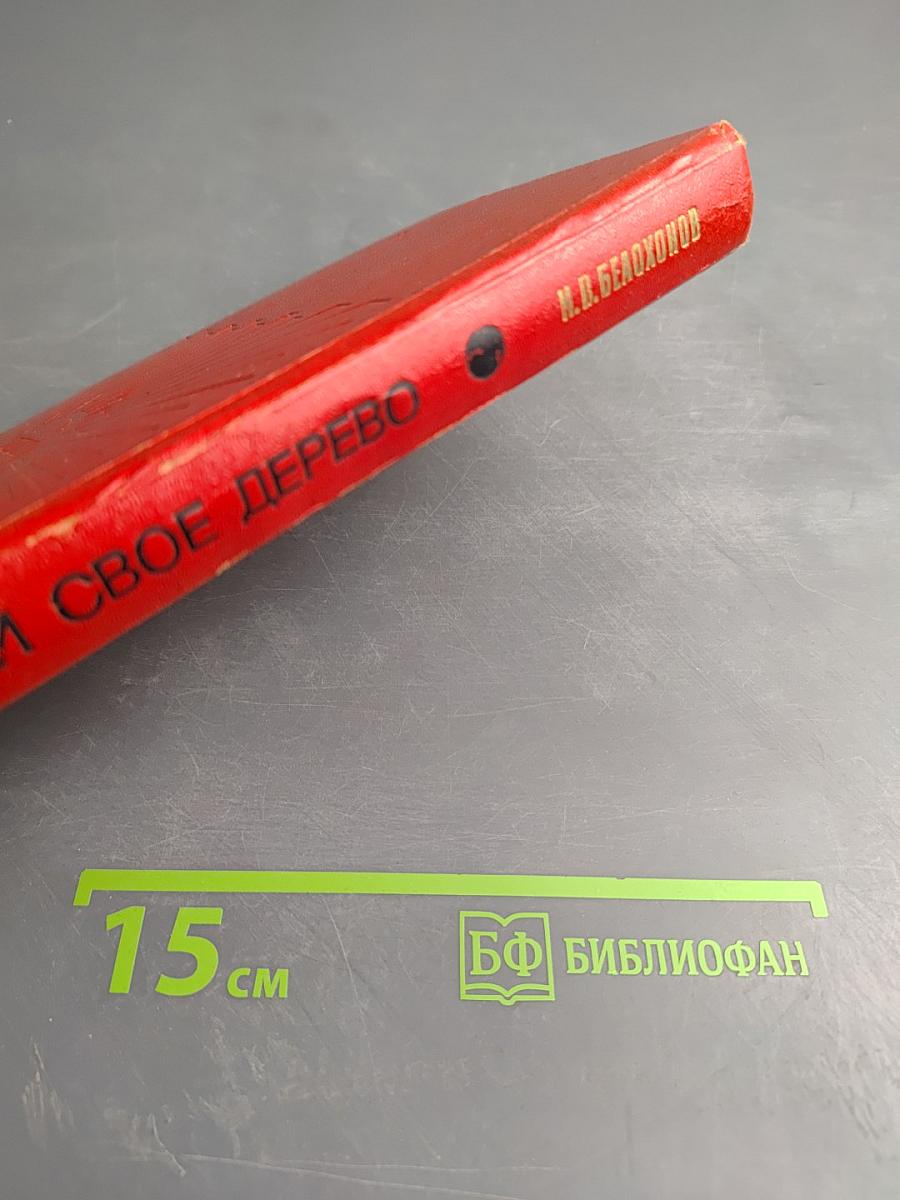 И. В. БЕЛОХОНОВ
И СВОЕ ДЕРЕВО
15 см
БФ БИБЛИОФАН